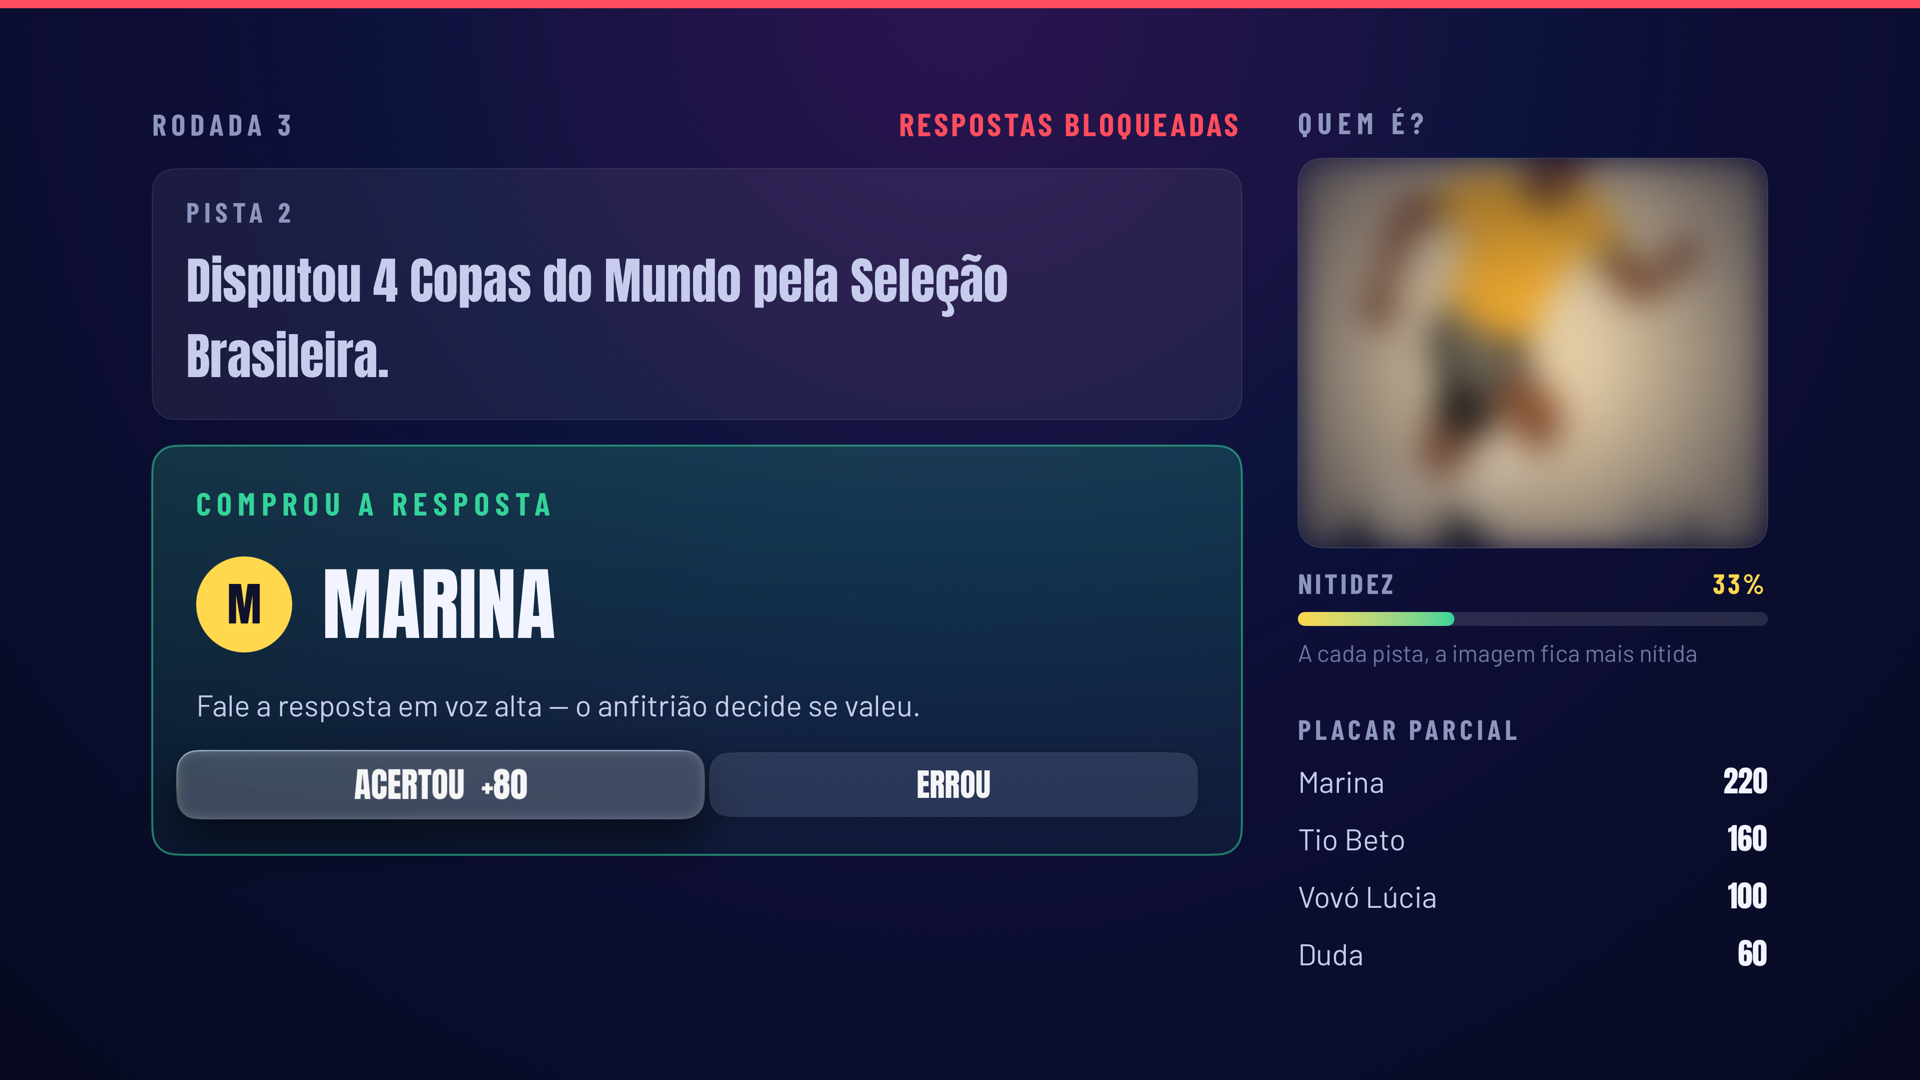 RODADA 3
RESPOSTAS BLOQUEADAS
PISTA 2
Disputou 4 Copas do Mundo pela Seleção
Brasileira.
COMPROU A RESPOSTA
M
MARINA
Fale a resposta em voz alta — o anfitrião decide se valeu.
ACERTOU +80
ERROU
QUEM É?
NITIDEZ 33%
A cada pista, a imagem fica mais nítida
PLACAR PARCIAL
Marina 220
Tio Beto 160
Vovó Lúcia 100
Duda 60